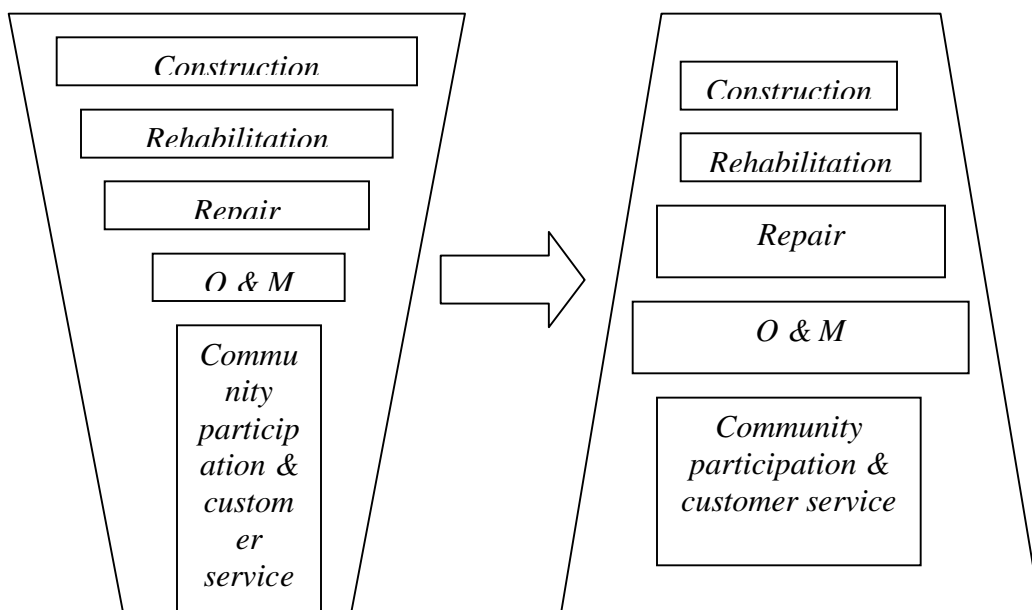 Construction
Rehabilitation
Repair
O & M
Commu
nity
particip
ation &
custom
er
service
Construction
Rehabilitation
Repair
O & M
Community
participation &
customer service